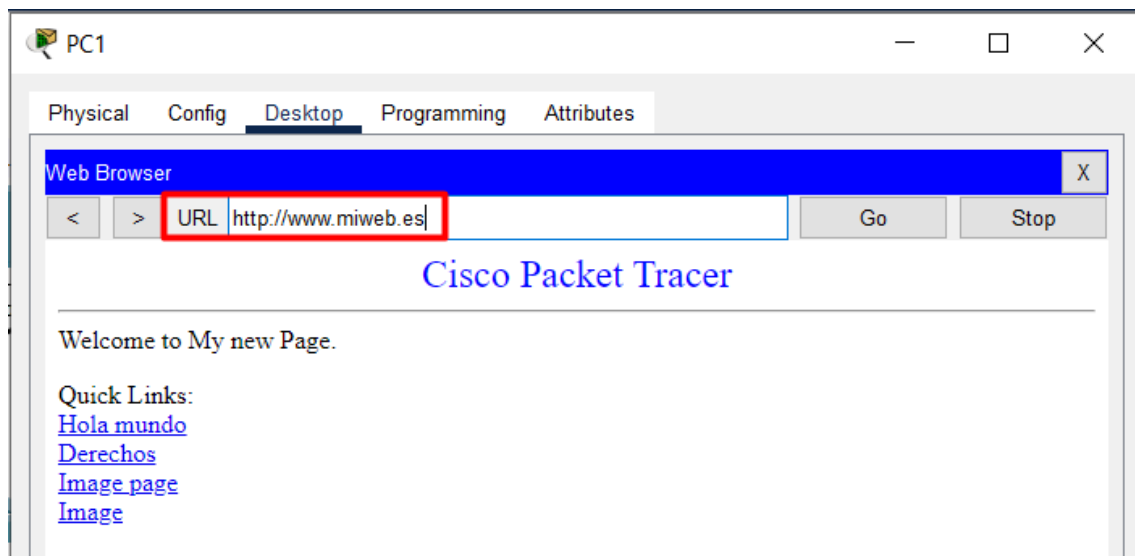 PC1
Physical Config Desktop Programming Attributes
Web Browser X
< > URL http://www.miweb.es Go Stop
Cisco Packet Tracer
Welcome to My new Page.
Quick Links:
Hola mundo
Derechos
Image page
Image